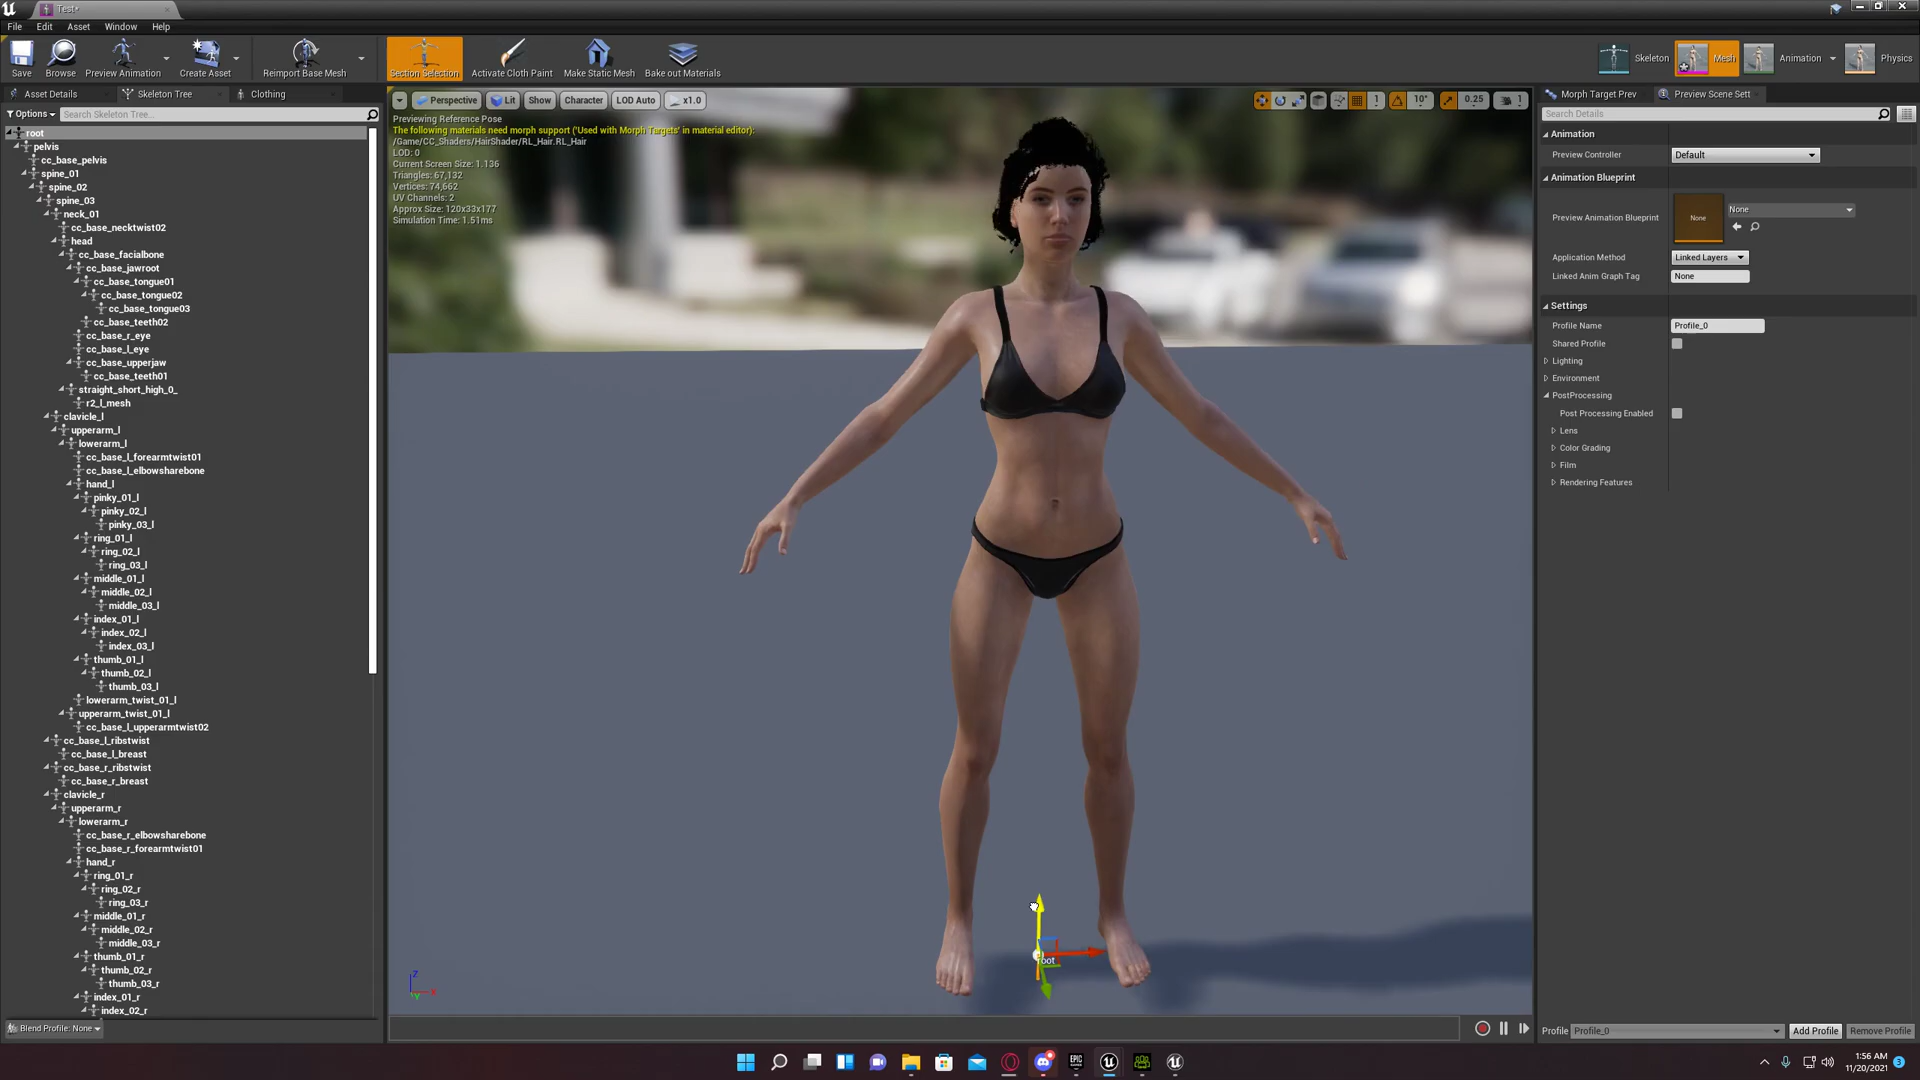 Test*
File Edit Asset Window Help
Save Browse Preview Animation Create Asset Reimport Base Mesh Section Selection Activate Cloth Paint Make Static Mesh Bake out Materials Skeleton Mesh Animation Physics
Asset Details Skeleton Tree Clothing
Options Search Skeleton Tree...
root
pelvis
cc_base_pelvis
spine_01
spine_02
spine_03
neck_01
cc_base_necktwist02
head
cc_base_facialbone
cc_base_jawroot
cc_base_tongue01
cc_base_tongue02
cc_base_tongue03
cc_base_teeth02
cc_base_r_eye
cc_base_l_eye
cc_base_upperjaw
cc_base_teeth01
straight_short_high_0_
r2_l_mesh
clavicle_l
upperarm_l
lowerarm_l
cc_base_l_forearmtwist01
cc_base_l_elbowsharebone
hand_l
pinky_01_l
pinky_02_l
pinky_03_l
ring_01_l
ring_02_l
ring_03_l
middle_01_l
middle_02_l
middle_03_l
index_01_l
index_02_l
index_03_l
thumb_01_l
thumb_02_l
thumb_03_l
lowerarm_twist_01_l
upperarm_twist_01_l
cc_base_l_upperarmtwist02
cc_base_l_ribstwist
cc_base_l_breast
cc_base_r_ribstwist
cc_base_r_breast
clavicle_r
upperarm_r
lowerarm_r
cc_base_r_elbowsharebone
cc_base_r_forearmtwist01
hand_r
ring_01_r
ring_02_r
ring_03_r
middle_01_r
middle_02_r
middle_03_r
thumb_01_r
thumb_02_r
thumb_03_r
index_01_r
index_02_r
Blend Profile: None
Perspective Lit Show Character LOD Auto x1.0 1 10° 0.25 1
Previewing Reference Pose
The following materials need morph support ('Used with Morph Targets' in material editor):
/Game/CC_Shaders/HairShader/RL_Hair.RL_Hair
LOD: 0
Current Screen Size: 1.136
Triangles: 67,132
Vertices: 74,662
UV Channels: 2
Approx Size: 120x33x177
Simulation Time: 1.51ms
root
Z
X
Y
Morph Target Prev Preview Scene Sett
Search Details
Animation
Preview Controller Default
Animation Blueprint
Preview Animation Blueprint None None
Application Method Linked Layers
Linked Anim Graph Tag None
Settings
Profile Name Profile_0
Shared Profile
Lighting
Environment
PostProcessing
Post Processing Enabled
Lens
Color Grading
Film
Rendering Features
Profile Profile_0 Add Profile Remove Profile
EPIC
1:56 AM
11/20/2021
3